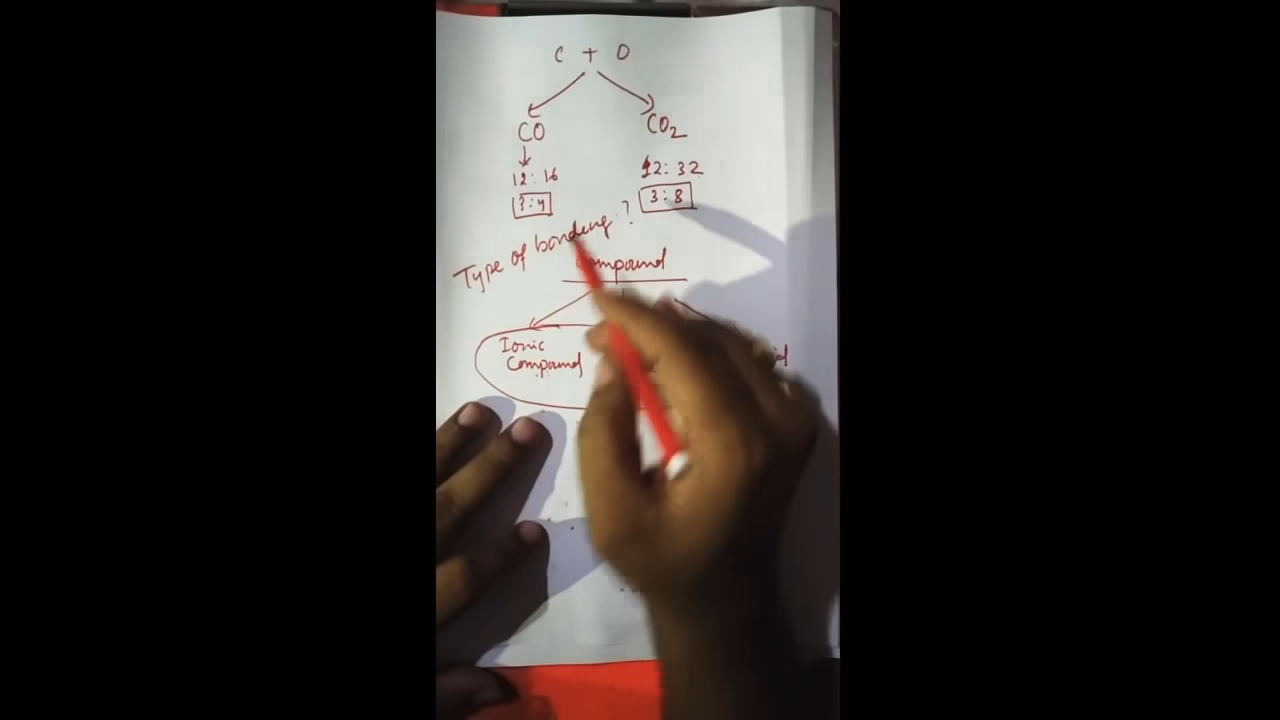 C + O
CO CO₂
12:16 12:32
3:4 3:8
Type of bonding ?
Compound
Ionic
Compound